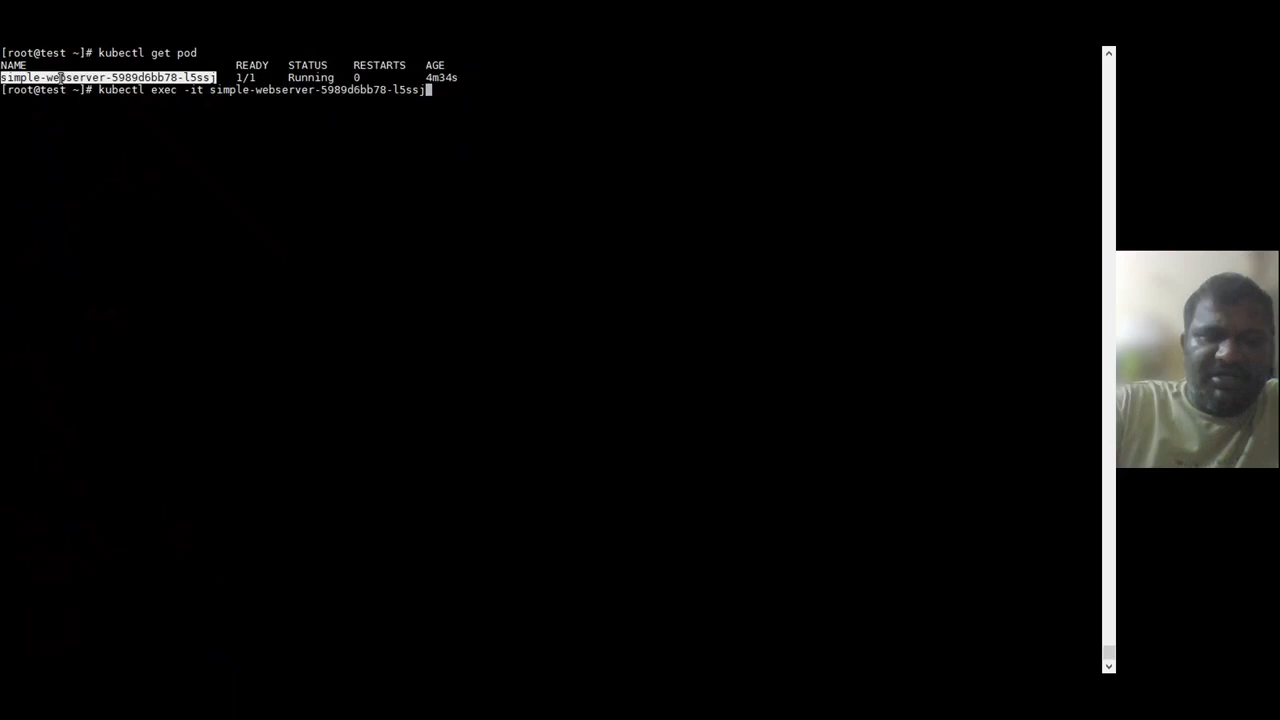 [root@test ~]# kubectl get pod
NAME READY STATUS RESTARTS AGE
simple-webserver-5989d6bb78-l5ssj 1/1 Running 0 4m34s
[root@test ~]# kubectl exec -it simple-webserver-5989d6bb78-l5ssj